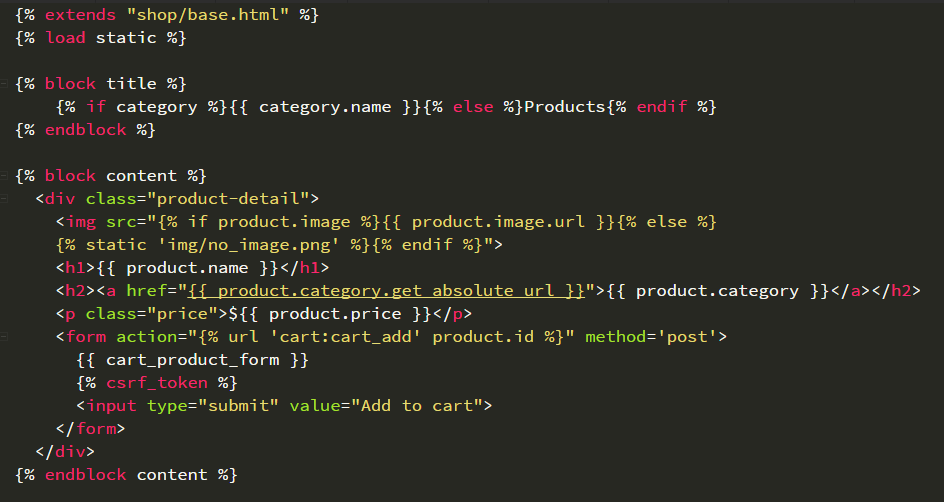 {% extends "shop/base.html" %}
{% load static %}
{% block title %}
{% if category %}{{ category.name }}{% else %}Products{% endif %}
{% endblock %}
{% block content %}
<div class="product-detail">
<img src="{% if product.image %}{{ product.image.url }}{% else %}
{% static 'img/no_image.png' %}{% endif %}">
<h1>{{ product.name }}</h1>
<h2><a href="{{ product.category.get_absolute_url }}">{{ product.category }}</a></h2>
<p class="price">${{ product.price }}</p>
<form action="{% url 'cart:cart_add' product.id %}" method='post'>
{{ cart_product_form }}
{% csrf_token %}
<input type="submit" value="Add to cart">
</form>
</div>
{% endblock content %}